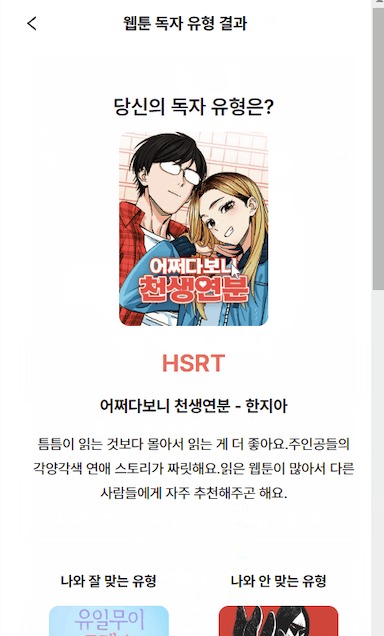 웹툰 독자 유형 결과
당신의 독자 유형은?
어쩌다보니
천생연분
HSRT
어쩌다보니 천생연분 - 한지아
틈틈이 읽는 것보다 몰아서 읽는 게 더 좋아요.주인공들의
각양각색 연애 스토리가 짜릿해요.읽은 웹툰이 많아서 다른
사람들에게 자주 추천해주곤 해요.
나와 잘 맞는 유형
나와 안 맞는 유형
유일무이